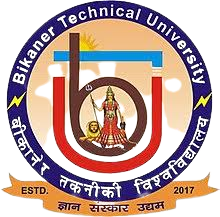 Bikaner Technical University
बीकानेर तकनीकी विश्वविद्यालय
ESTD. 2017
ज्ञान संस्कार उद्यम